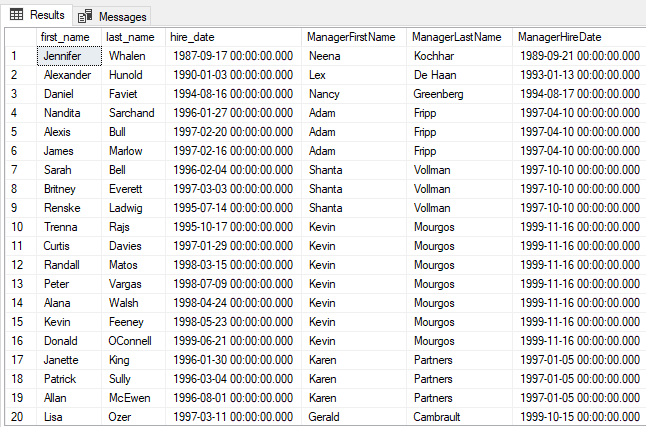 Results Messages
first_name last_name hire_date ManagerFirstName ManagerLastName ManagerHireDate
1 Jennifer Whalen 1987-09-17 00:00:00.000 Neena Kochhar 1989-09-21 00:00:00.000
2 Alexander Hunold 1990-01-03 00:00:00.000 Lex De Haan 1993-01-13 00:00:00.000
3 Daniel Faviet 1994-08-16 00:00:00.000 Nancy Greenberg 1994-08-17 00:00:00.000
4 Nandita Sarchand 1996-01-27 00:00:00.000 Adam Fripp 1997-04-10 00:00:00.000
5 Alexis Bull 1997-02-20 00:00:00.000 Adam Fripp 1997-04-10 00:00:00.000
6 James Marlow 1997-02-16 00:00:00.000 Adam Fripp 1997-04-10 00:00:00.000
7 Sarah Bell 1996-02-04 00:00:00.000 Shanta Vollman 1997-10-10 00:00:00.000
8 Britney Everett 1997-03-03 00:00:00.000 Shanta Vollman 1997-10-10 00:00:00.000
9 Renske Ladwig 1995-07-14 00:00:00.000 Shanta Vollman 1997-10-10 00:00:00.000
10 Trenna Rajs 1995-10-17 00:00:00.000 Kevin Mourgos 1999-11-16 00:00:00.000
11 Curtis Davies 1997-01-29 00:00:00.000 Kevin Mourgos 1999-11-16 00:00:00.000
12 Randall Matos 1998-03-15 00:00:00.000 Kevin Mourgos 1999-11-16 00:00:00.000
13 Peter Vargas 1998-07-09 00:00:00.000 Kevin Mourgos 1999-11-16 00:00:00.000
14 Alana Walsh 1998-04-24 00:00:00.000 Kevin Mourgos 1999-11-16 00:00:00.000
15 Kevin Feeney 1998-05-23 00:00:00.000 Kevin Mourgos 1999-11-16 00:00:00.000
16 Donald OConnell 1999-06-21 00:00:00.000 Kevin Mourgos 1999-11-16 00:00:00.000
17 Janette King 1996-01-30 00:00:00.000 Karen Partners 1997-01-05 00:00:00.000
18 Patrick Sully 1996-03-04 00:00:00.000 Karen Partners 1997-01-05 00:00:00.000
19 Allan McEwen 1996-08-01 00:00:00.000 Karen Partners 1997-01-05 00:00:00.000
20 Lisa Ozer 1997-03-11 00:00:00.000 Gerald Cambrault 1999-10-15 00:00:00.000